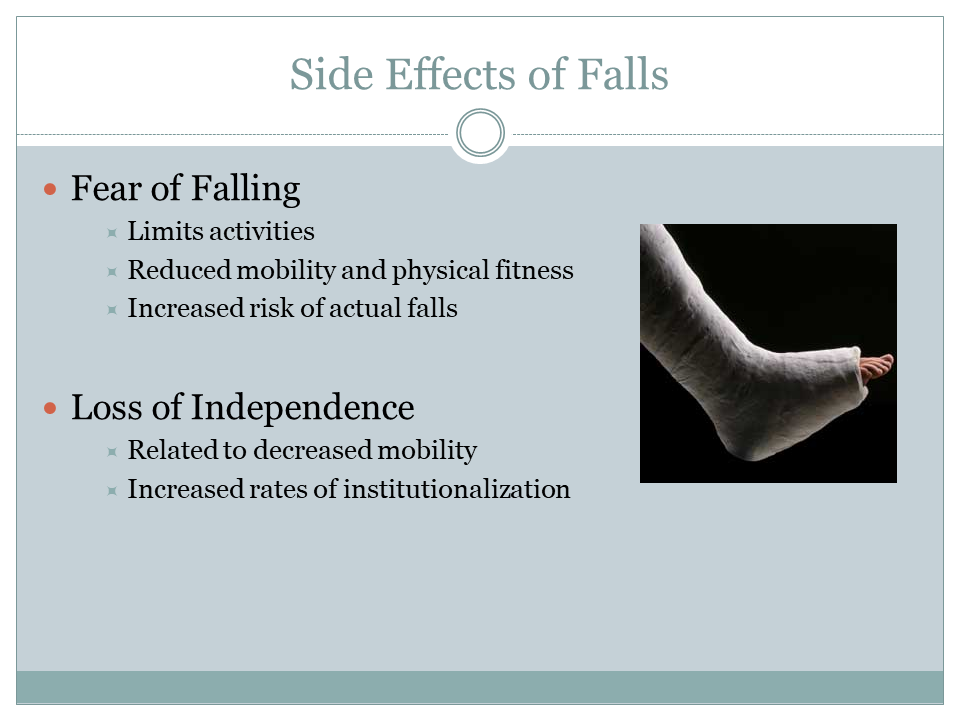 Side Effects of Falls
Fear of Falling
Limits activities
Reduced mobility and physical fitness
Increased risk of actual falls
Loss of Independence
Related to decreased mobility
Increased rates of institutionalization